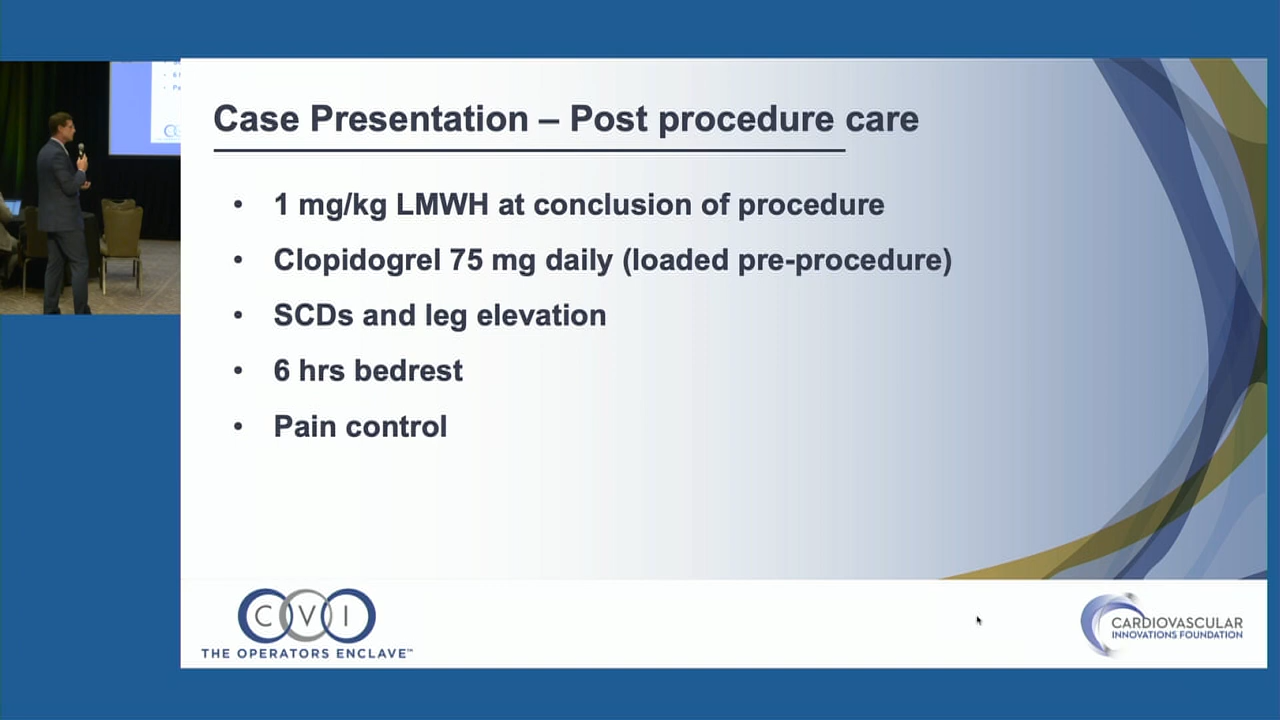 Case Presentation – Post procedure care
• 1 mg/kg LMWH at conclusion of procedure
• Clopidogrel 75 mg daily (loaded pre-procedure)
• SCDs and leg elevation
• 6 hrs bedrest
• Pain control
CVI
THE OPERATORS ENCLAVE™
CARDIOVASCULAR
INNOVATIONS FOUNDATION